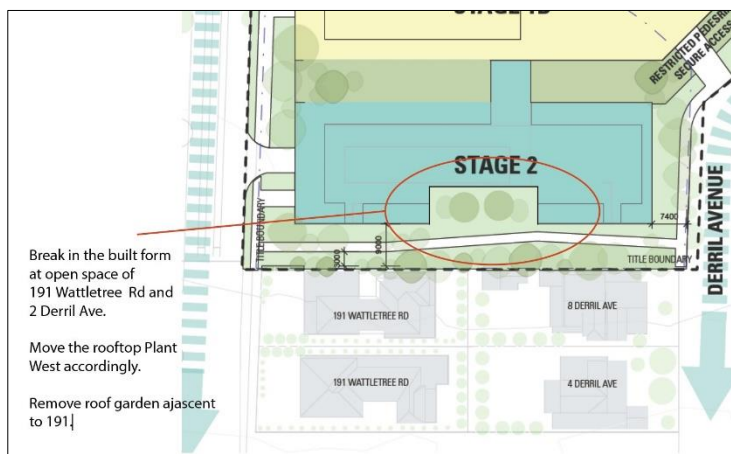 STAGE 1B
RESTRICTED PEDESTRIAN
SECURE ACCESS
STAGE 2
7400
TITLE BOUNDARY
9000
TITLE BOUNDARY
DERRIL AVENUE
Break in the built form
at open space of
191 Wattletree Rd and
2 Derril Ave.
Move the rooftop Plant
West accordingly.
Remove roof garden ajascent
to 191.
191 WATTLETREE RD
8 DERRIL AVE
191 WATTLETREE RD
4 DERRIL AVE